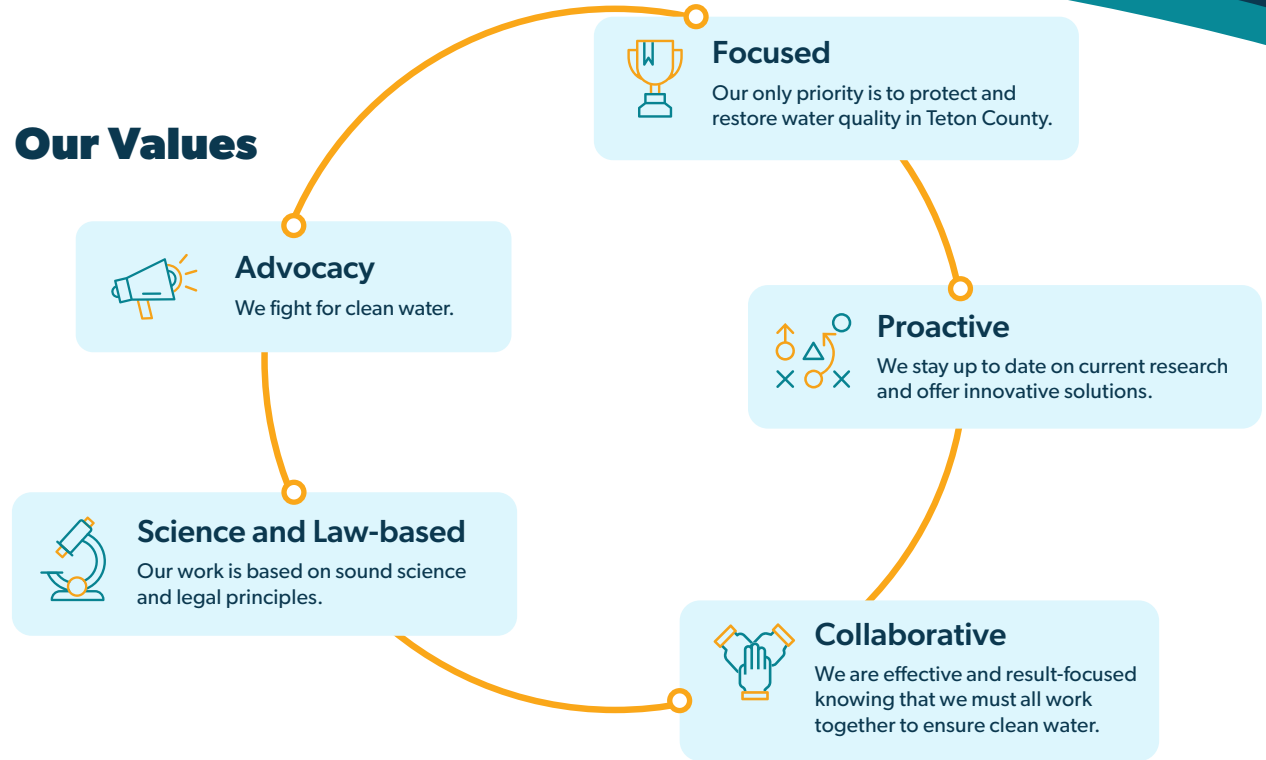 Our Values
Focused
Our only priority is to protect and
restore water quality in Teton County.
Advocacy
We fight for clean water.
Proactive
We stay up to date on current research
and offer innovative solutions.
Science and Law-based
Our work is based on sound science
and legal principles.
Collaborative
We are effective and result-focused
knowing that we must all work
together to ensure clean water.